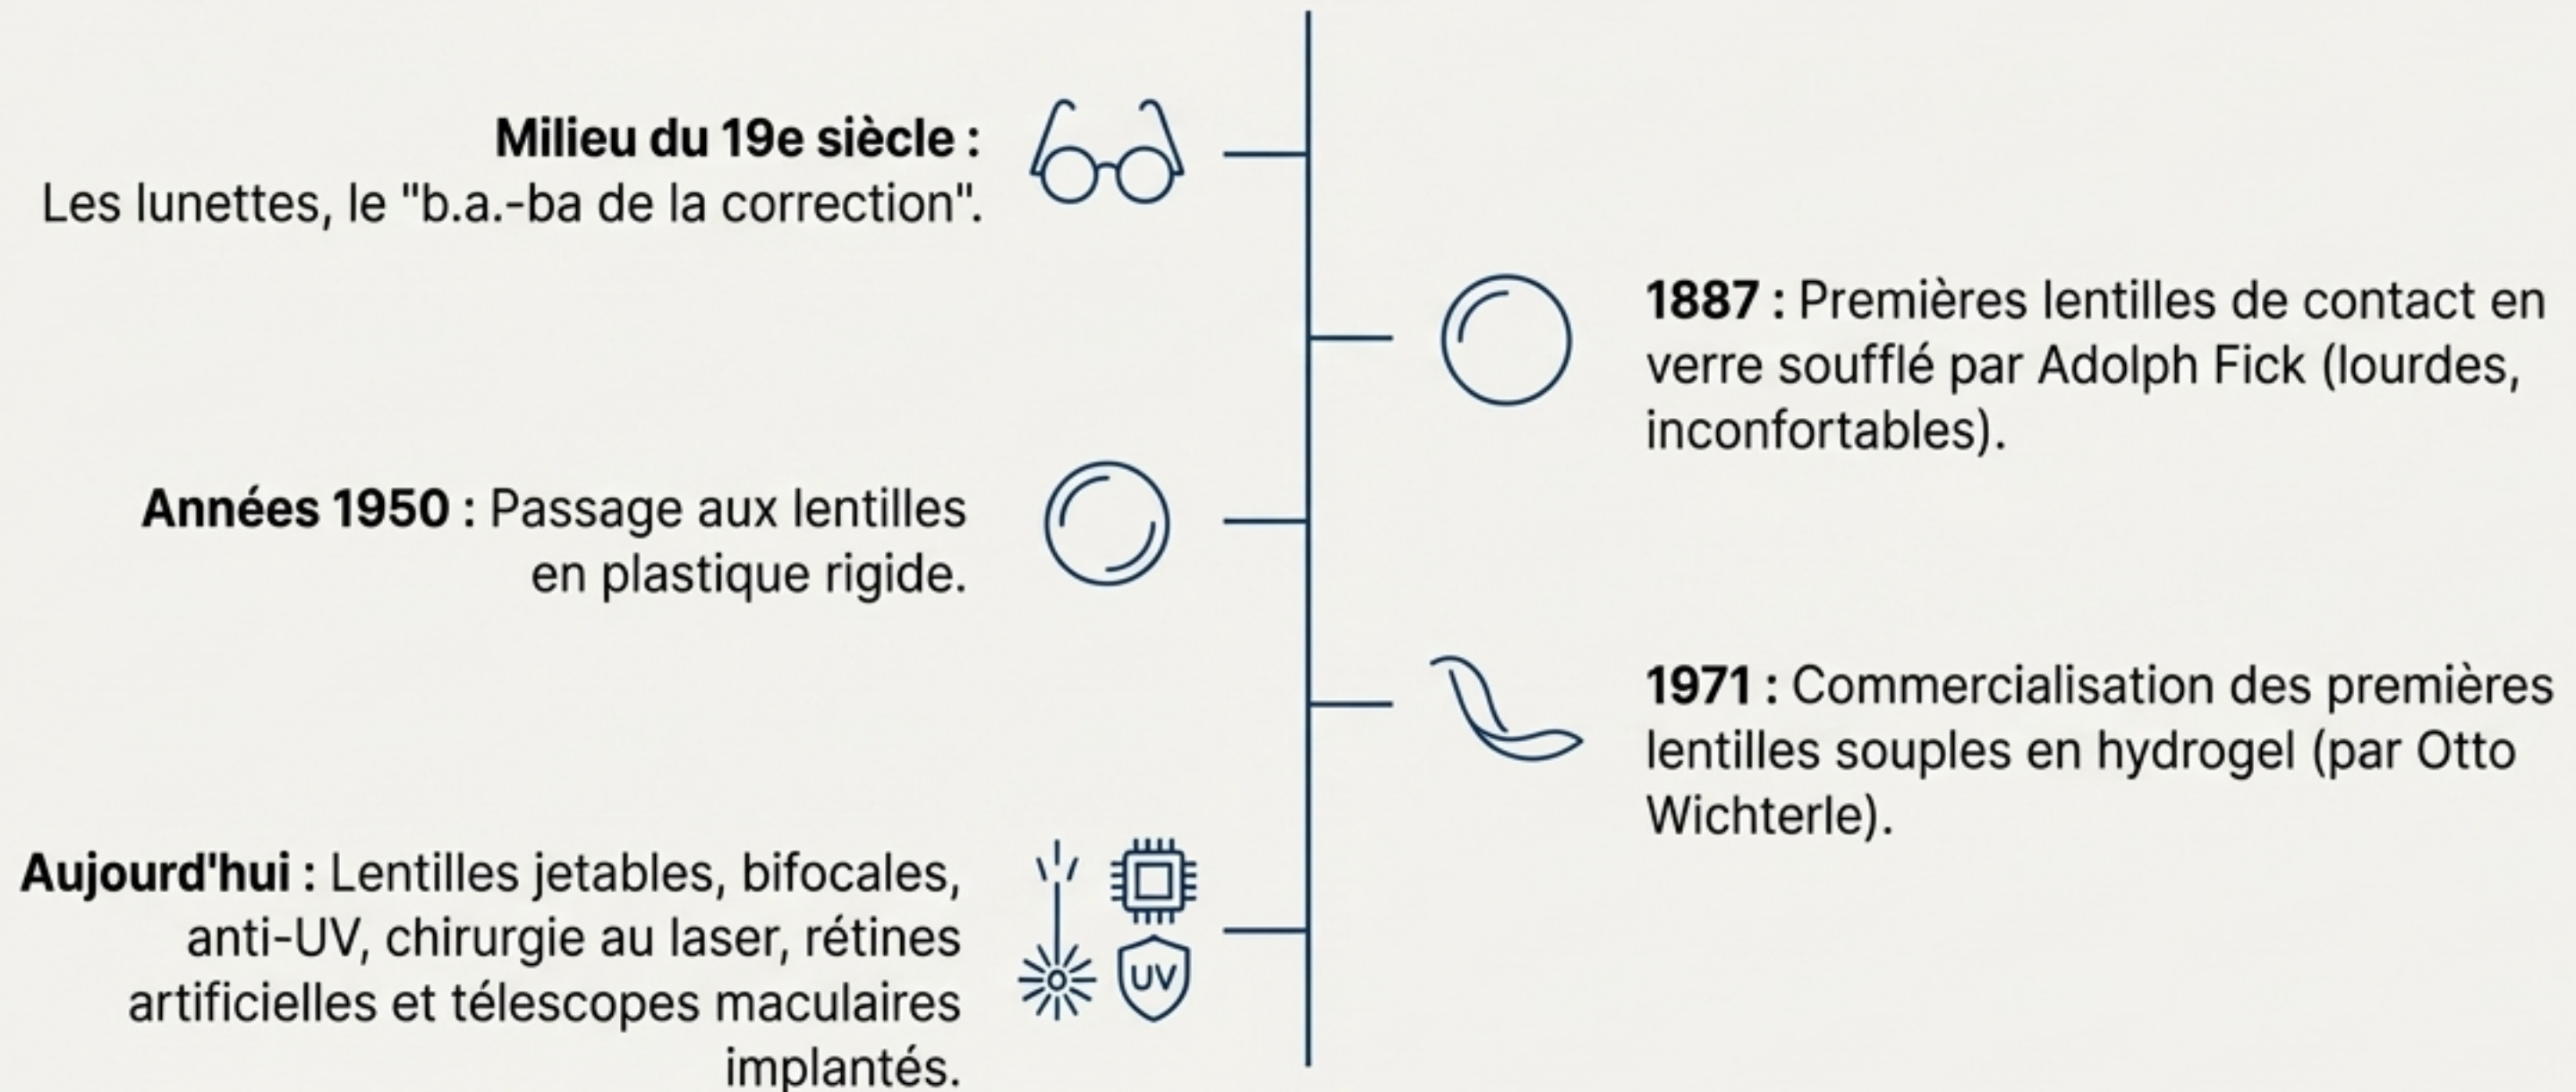 Milieu du 19e siècle :
Les lunettes, le "b.a.-ba de la correction".
1887 : Premières lentilles de contact en
verre soufflé par Adolph Fick (lourdes,
inconfortables).
Années 1950 : Passage aux lentilles
en plastique rigide.
1971 : Commercialisation des premières
lentilles souples en hydrogel (par Otto
Wichterle).
Aujourd'hui : Lentilles jetables, bifocales,
anti-UV, chirurgie au laser, rétines
artificielles et télescopes maculaires
implantés.
UV